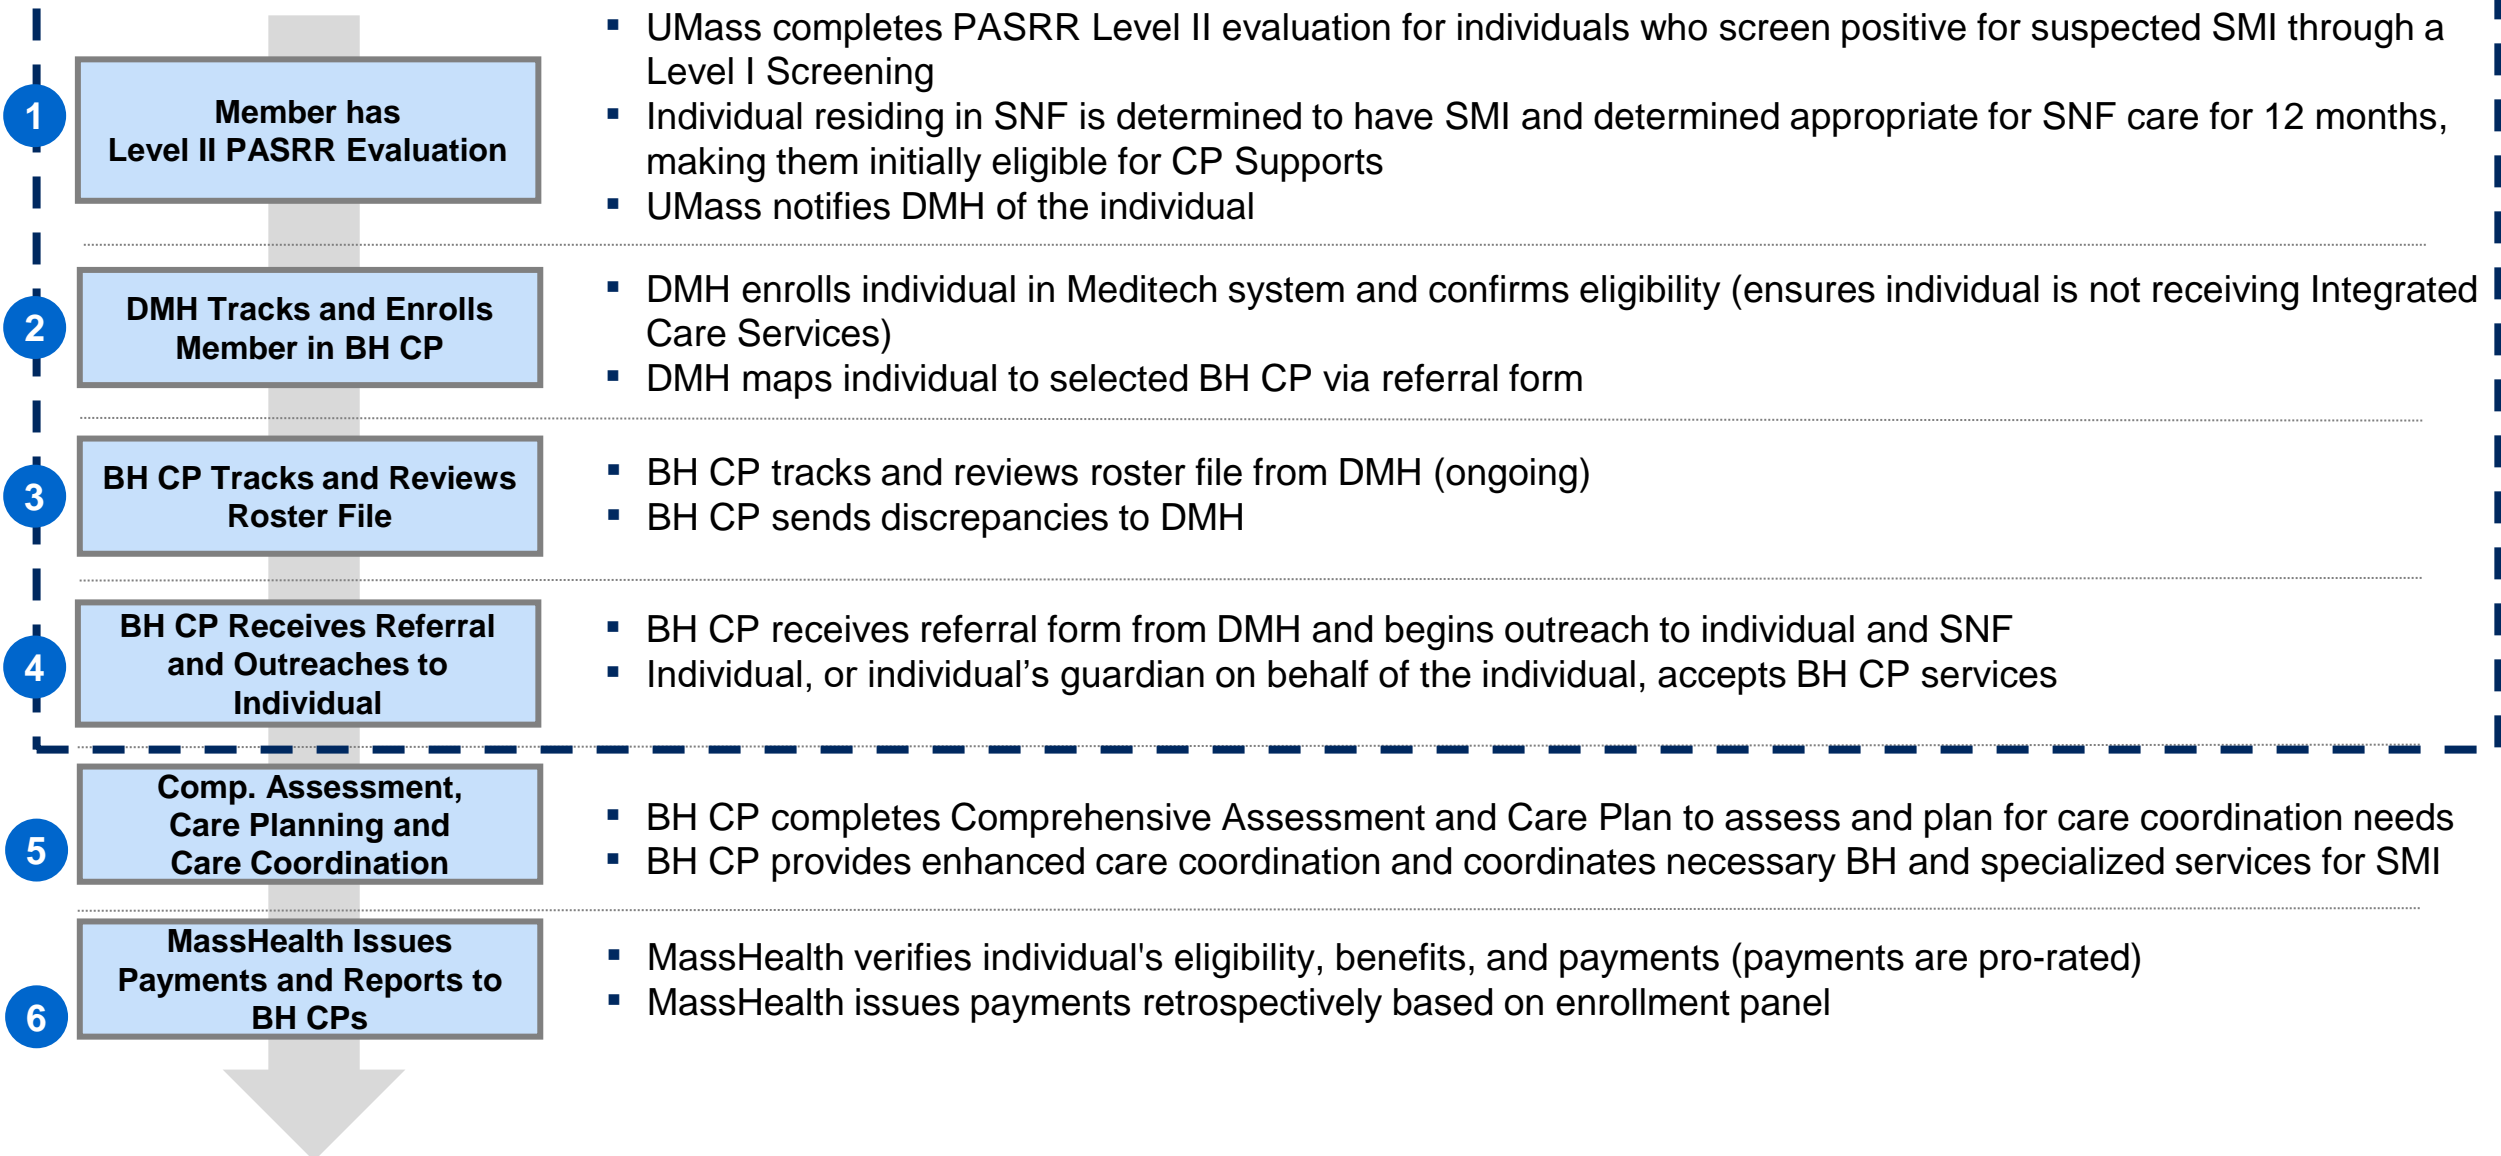 1
Member has
Level II PASRR Evaluation
▪ UMass completes PASRR Level II evaluation for individuals who screen positive for suspected SMI through a
Level I Screening
▪ Individual residing in SNF is determined to have SMI and determined appropriate for SNF care for 12 months,
making them initially eligible for CP Supports
▪ UMass notifies DMH of the individual
2
DMH Tracks and Enrolls
Member in BH CP
▪ DMH enrolls individual in Meditech system and confirms eligibility (ensures individual is not receiving Integrated
Care Services)
▪ DMH maps individual to selected BH CP via referral form
3
BH CP Tracks and Reviews
Roster File
▪ BH CP tracks and reviews roster file from DMH (ongoing)
▪ BH CP sends discrepancies to DMH
4
BH CP Receives Referral
and Outreaches to
Individual
▪ BH CP receives referral form from DMH and begins outreach to individual and SNF
▪ Individual, or individual’s guardian on behalf of the individual, accepts BH CP services
5
Comp. Assessment,
Care Planning and
Care Coordination
▪ BH CP completes Comprehensive Assessment and Care Plan to assess and plan for care coordination needs
▪ BH CP provides enhanced care coordination and coordinates necessary BH and specialized services for SMI
6
MassHealth Issues
Payments and Reports to
BH CPs
▪ MassHealth verifies individual's eligibility, benefits, and payments (payments are pro-rated)
▪ MassHealth issues payments retrospectively based on enrollment panel